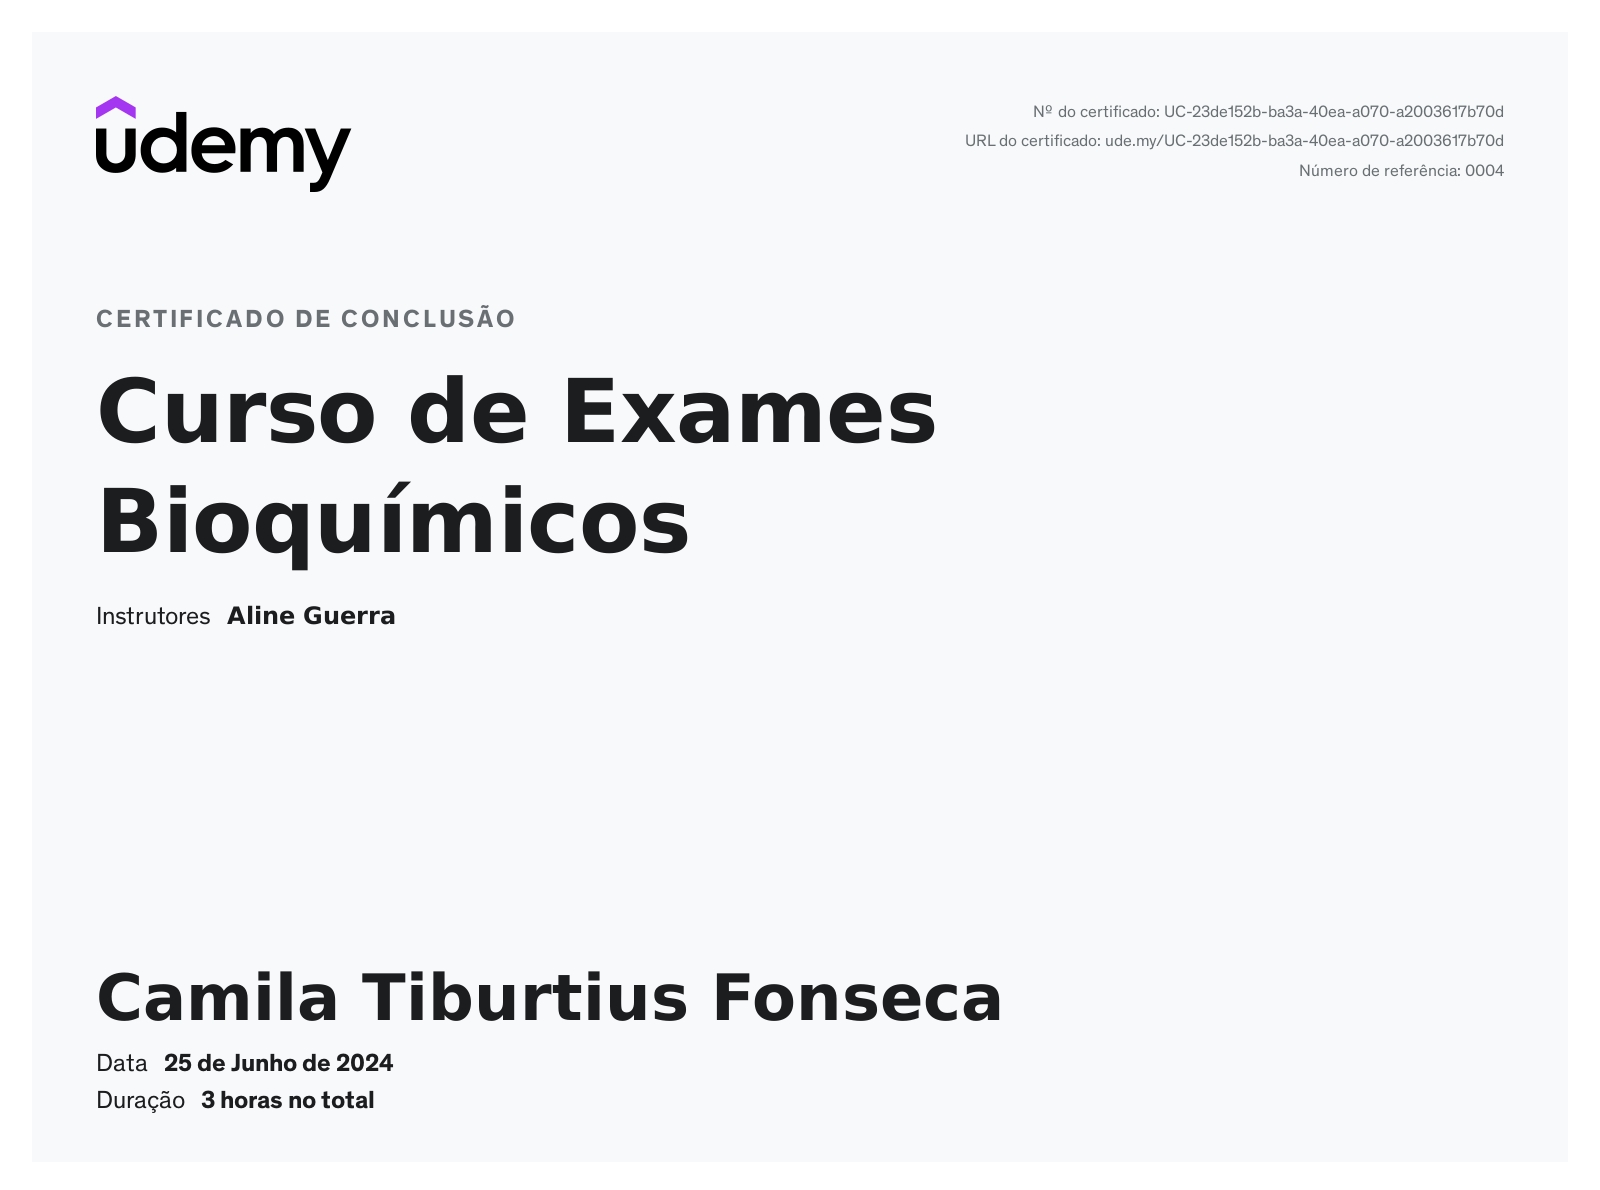 udemy
Nº do certificado: UC-23de152b-ba3a-40ea-a070-a2003617b70d
URL do certificado: ude.my/UC-23de152b-ba3a-40ea-a070-a2003617b70d
Número de referência: 0004
CERTIFICADO DE CONCLUSÃO
Curso de Exames
Bioquímicos
Instrutores Aline Guerra
Camila Tiburtius Fonseca
Data 25 de Junho de 2024
Duração 3 horas no total